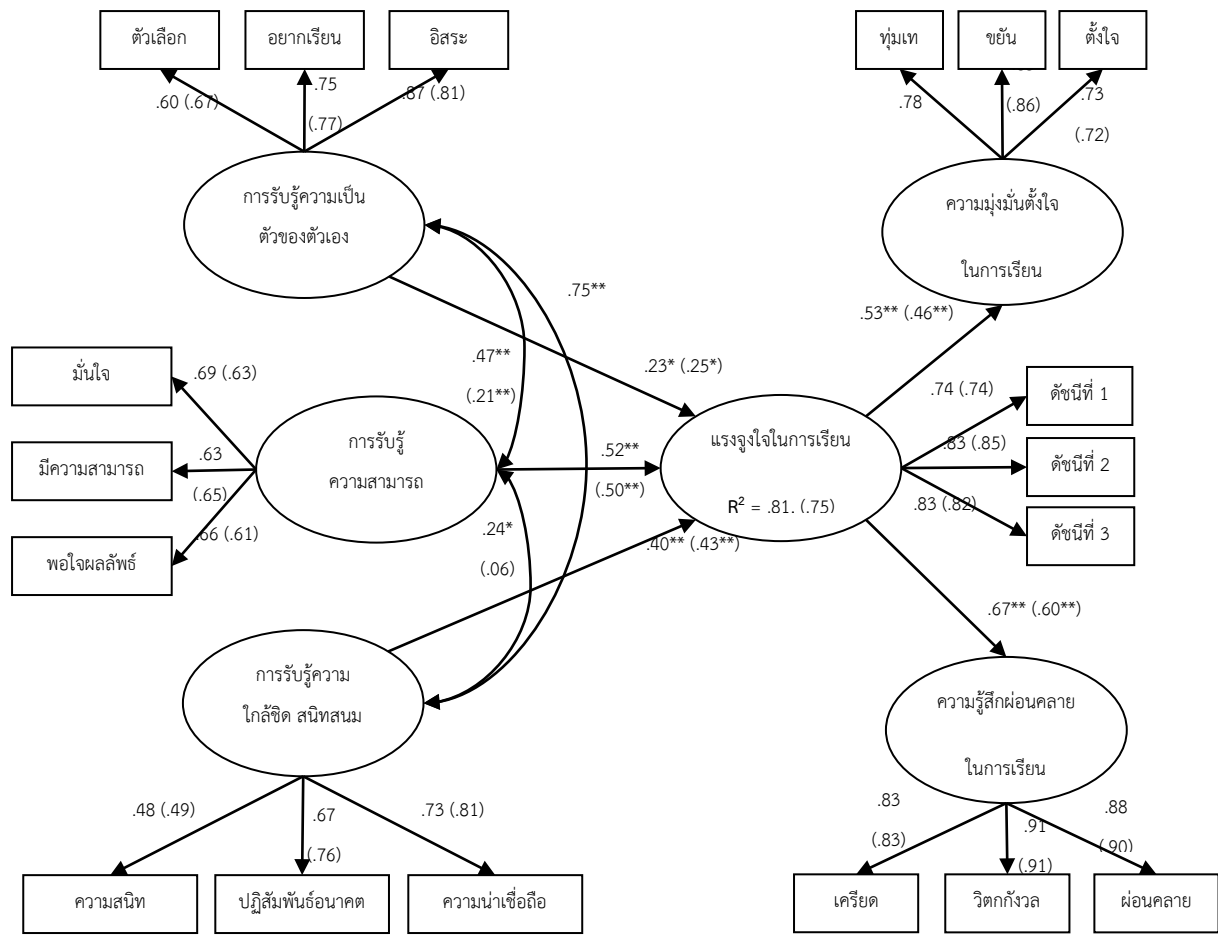 ตัวเลือก
อยากเรียน
อิสระ
ทุ่มเท
ขยัน
ตั้งใจ
.60 (.67)
.75
(.77)
.87 (.81)
.78
(.86)
.73
(.72)
การรับรู้ความเป็น
ตัวของตัวเอง
ความมุ่งมั่นตั้งใจ
ในการเรียน
.75**
.53** (.46**)
.47**
(.21**)
.23* (.25*)
มั่นใจ
.69 (.63)
มีความสามารถ
.63
(.65)
พอใจผลลัพธ์
.66 (.61)
การรับรู้
ความสามารถ
.52**
(.50**)
แรงจูงใจในการเรียน
R² = .81. (.75)
.74 (.74)
ดัชนีที่ 1
.83 (.85)
ดัชนีที่ 2
.83 (.82)
ดัชนีที่ 3
.24*
(.06)
.40** (.43**)
.67** (.60**)
การรับรู้ความ
ใกล้ชิด สนิทสนม
ความรู้สึกผ่อนคลาย
ในการเรียน
.48 (.49)
.67
(.76)
.73 (.81)
.83
(.83)
.91
(.91)
.88
(.90)
ความสนิท
ปฏิสัมพันธ์อนาคต
ความน่าเชื่อถือ
เครียด
วิตกกังวล
ผ่อนคลาย